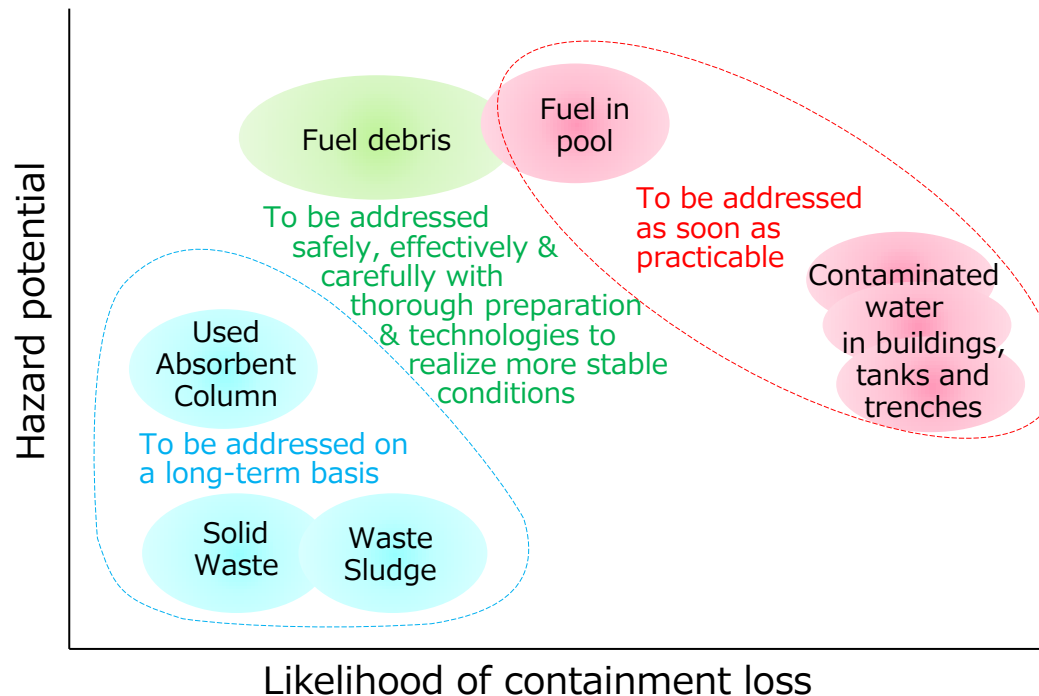 Hazard potential
Fuel debris
Fuel in
pool
To be addressed
safely, effectively &
carefully with
thorough preparation
& technologies to
realize more stable
conditions
To be addressed
as soon as
practicable
Contaminated
water
in buildings,
tanks and
trenches
Used
Absorbent
Column
To be addressed on
a long-term basis
Solid
Waste
Waste
Sludge
Likelihood of containment loss